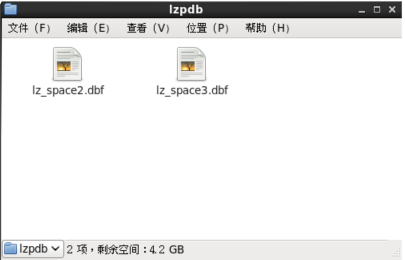 lzpdb
文件（F） 编辑（E） 查看（V） 位置（P） 帮助（H）
lz_space2.dbf lz_space3.dbf
lzpdb 2 项，剩余空间：4.2 GB